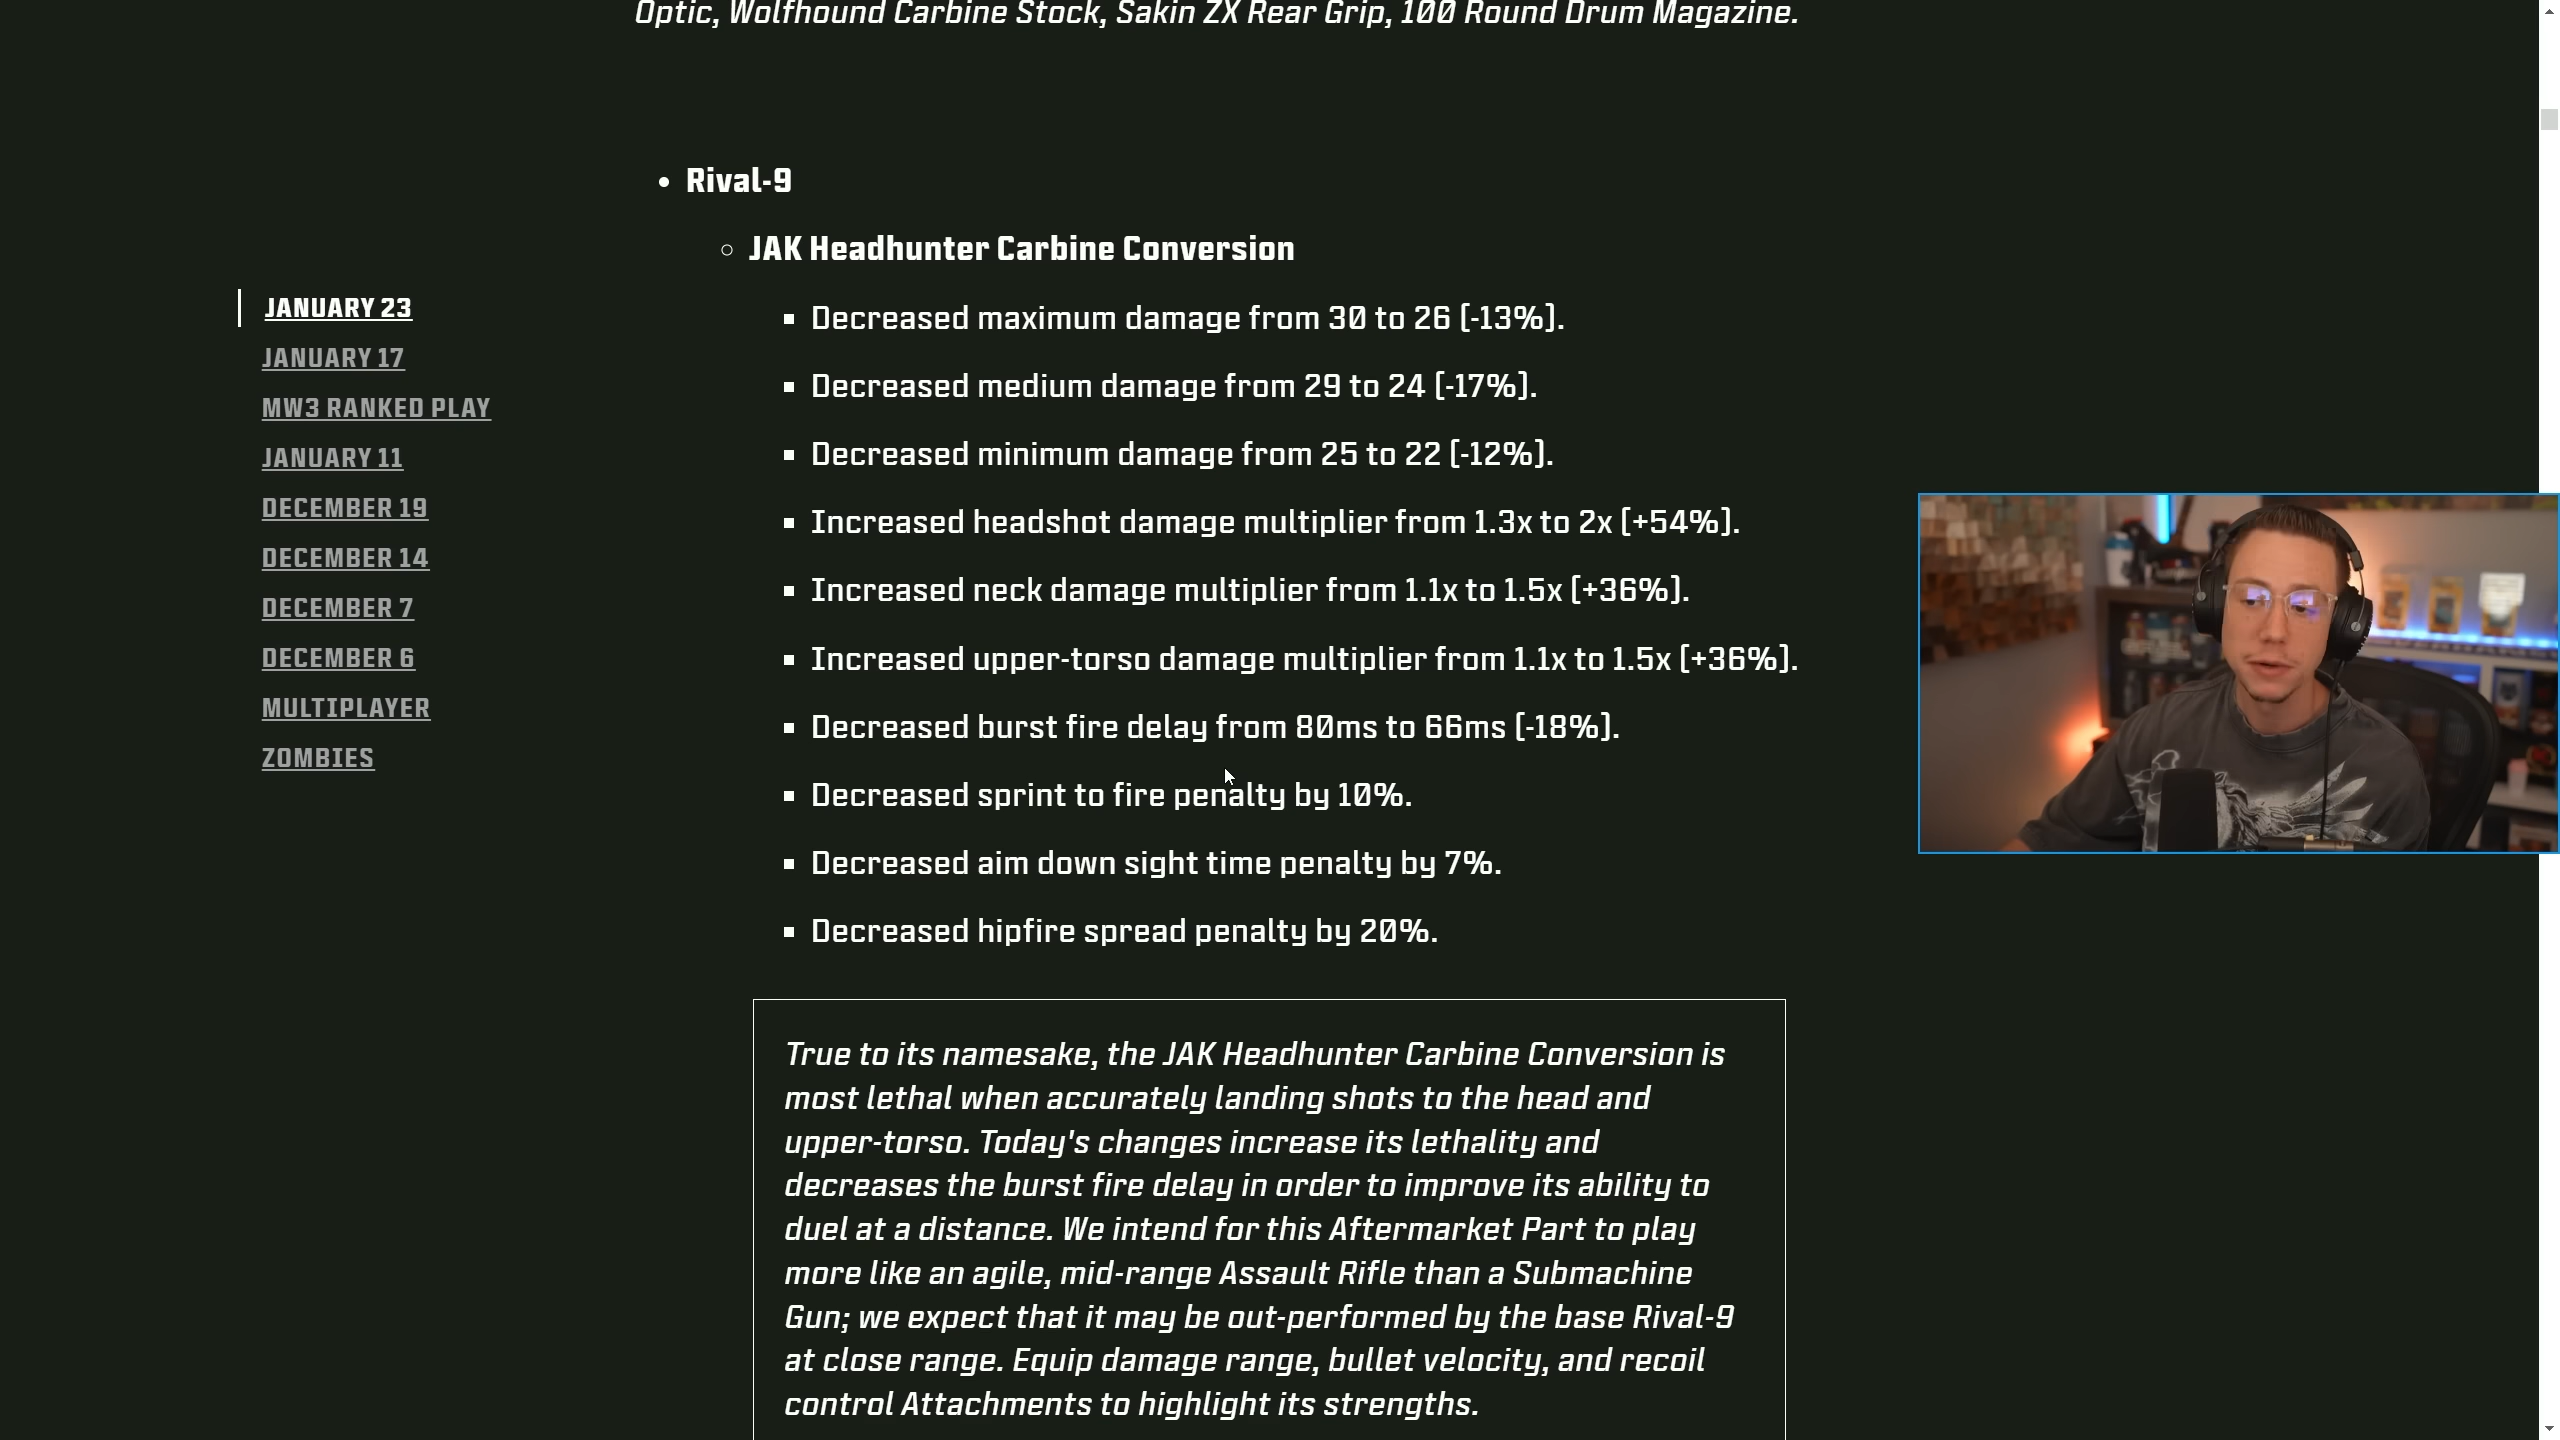 Optic, Wolfhound Carbine Stock, Sakin ZX Rear Grip, 100 Round Drum Magazine.
Rival-9
JAK Headhunter Carbine Conversion
Decreased maximum damage from 30 to 26 [-13%].
Decreased medium damage from 29 to 24 [-17%].
Decreased minimum damage from 25 to 22 [-12%].
Increased headshot damage multiplier from 1.3x to 2x [+54%].
Increased neck damage multiplier from 1.1x to 1.5x [+36%].
Increased upper-torso damage multiplier from 1.1x to 1.5x [+36%].
Decreased burst fire delay from 80ms to 66ms [-18%].
Decreased sprint to fire penalty by 10%.
Decreased aim down sight time penalty by 7%.
Decreased hipfire spread penalty by 20%.
True to its namesake, the JAK Headhunter Carbine Conversion is
most lethal when accurately landing shots to the head and
upper-torso. Today's changes increase its lethality and
decreases the burst fire delay in order to improve its ability to
duel at a distance. We intend for this Aftermarket Part to play
more like an agile, mid-range Assault Rifle than a Submachine
Gun; we expect that it may be out-performed by the base Rival-9
at close range. Equip damage range, bullet velocity, and recoil
control Attachments to highlight its strengths.
JANUARY 23
JANUARY 17
MW3 RANKED PLAY
JANUARY 11
DECEMBER 19
DECEMBER 14
DECEMBER 7
DECEMBER 6
MULTIPLAYER
ZOMBIES